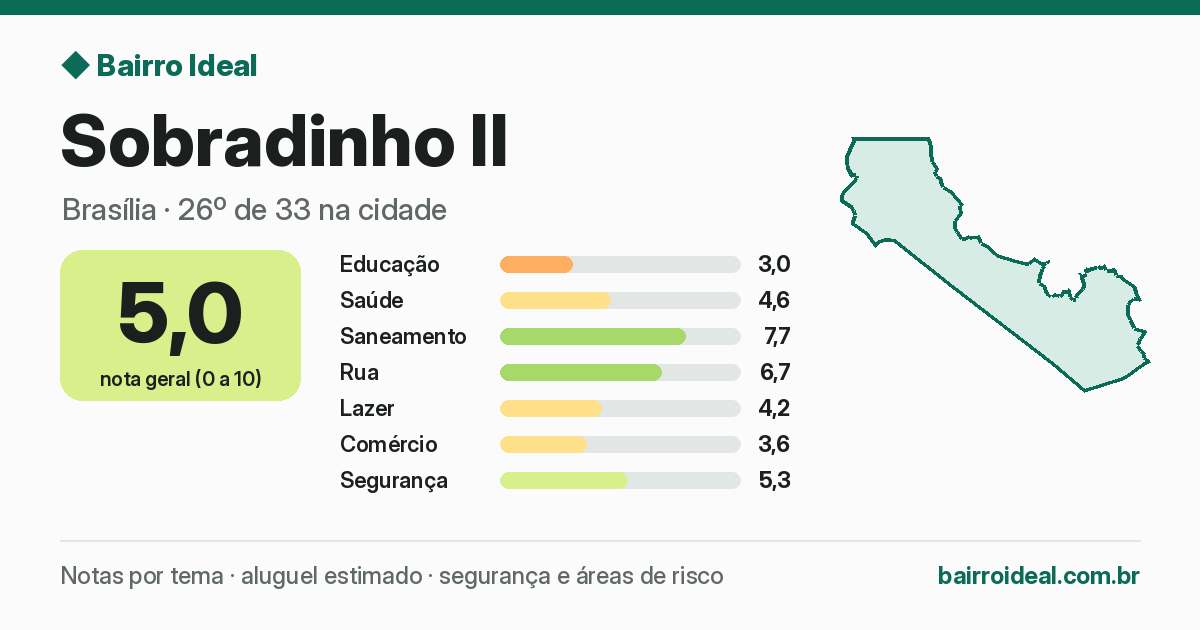 Bairro Ideal
Sobradinho II
Brasília · 26º de 33 na cidade
5,0
nota geral (0 a 10)
Educação 3,0
Saúde 4,6
Saneamento 7,7
Rua 6,7
Lazer 4,2
Comércio 3,6
Segurança 5,3
Notas por tema · aluguel estimado · segurança e áreas de risco
bairroideal.com.br